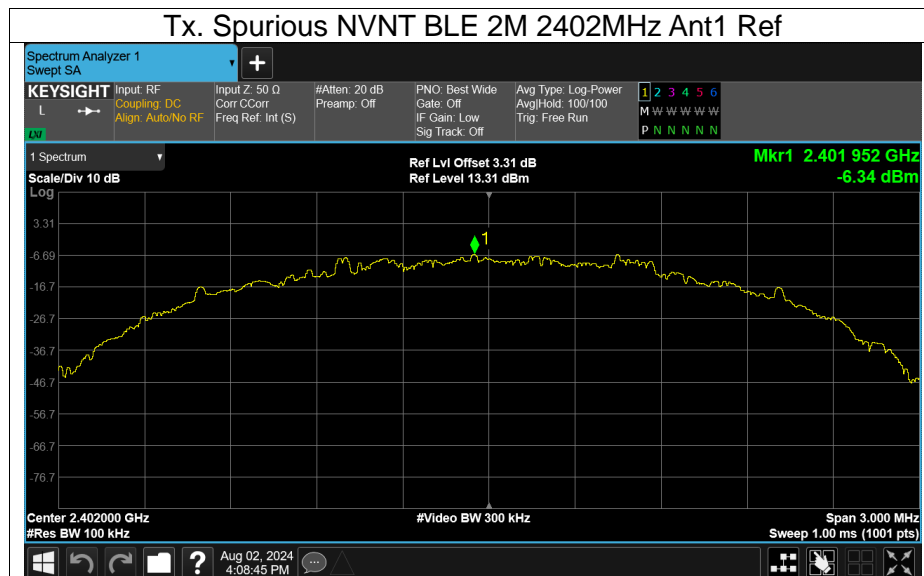 Tx. Spurious NVNT BLE 2M 2402MHz Ant1 Ref
Spectrum Analyzer 1
Swept SA
+
KEYSIGHT
L
LXI
Input: RF
Coupling: DC
Align: Auto/No RF
Input Z: 50 Ω
Corr CCorr
Freq Ref: Int (S)
#Atten: 20 dB
Preamp: Off
PNO: Best Wide
Gate: Off
IF Gain: Low
Sig Track: Off
Avg Type: Log-Power
Avg|Hold: 100/100
Trig: Free Run
1 2 3 4 5 6
M W W W W W
P N N N N N
1 Spectrum
Scale/Div 10 dB
Ref Lvl Offset 3.31 dB
Ref Level 13.31 dBm
Mkr1 2.401 952 GHz
-6.34 dBm
Log
3.31
-6.69
-16.7
-26.7
-36.7
-46.7
-56.7
-66.7
-76.7
1
Center 2.402000 GHz
#Res BW 100 kHz
#Video BW 300 kHz
Span 3.000 MHz
Sweep 1.00 ms (1001 pts)
?
Aug 02, 2024
4:08:45 PM